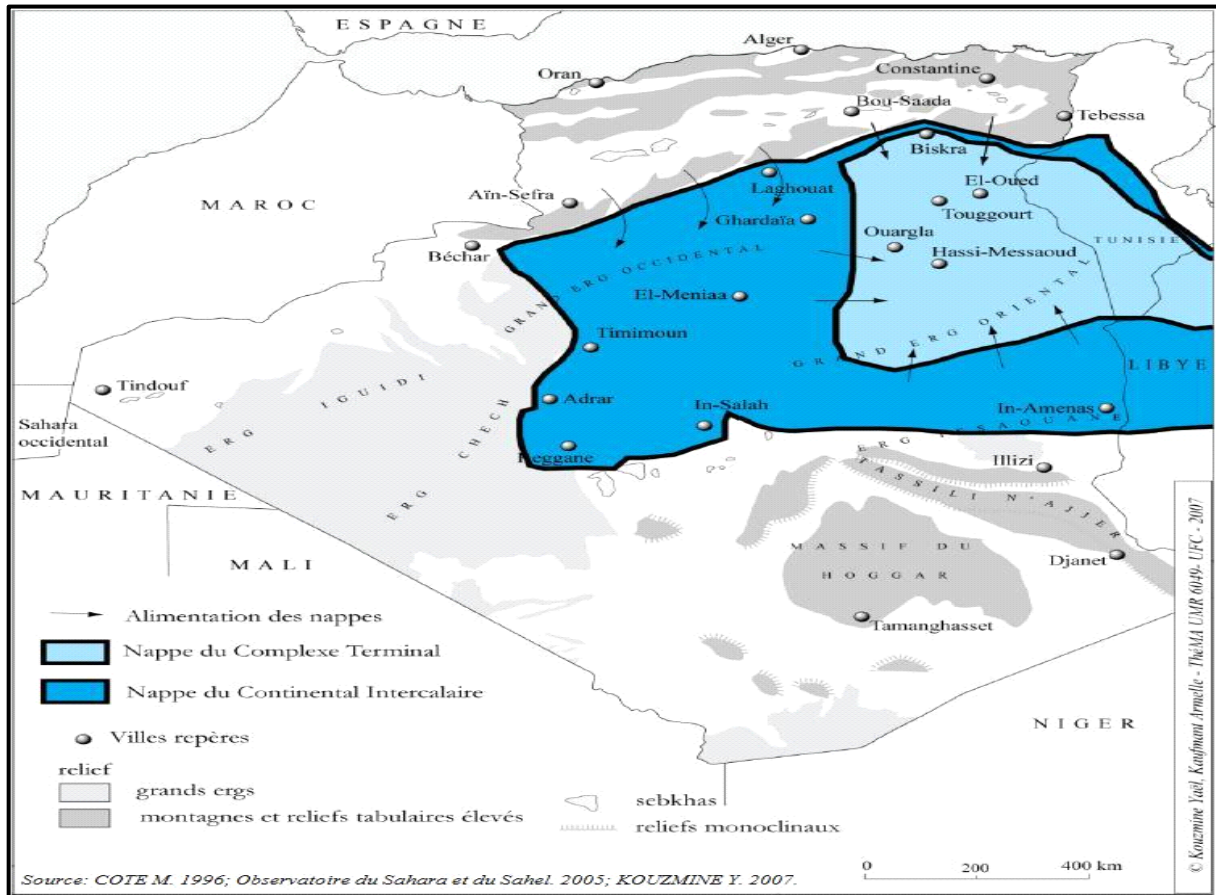 ESPAGNE
Alger
Oran
Constantine
Bou-Saada
Tebessa
Biskra
Laghouat
El-Oued
Aïn-Sefra
MAROC
Ghardaïa
Touggourt
Ouargla
TUNISIE
Béchar
Hassi-Messaoud
GRAND ERG OCCIDENTAL
El-Meniaa
GRAND ERG ORIENTAL
Timimoun
LIBYE
Tindouf
ERG IGUIDI
Adrar
In-Salah
In-Amenas
Sahara
occidental
ERG CHECH
Reggane
Illizi
MAURITANIE
TASSILI N'AJJER
MALI
MASSIF DU
HOGGAR
Djanet
Tamanghasset
NIGER
Alimentation des nappes
Nappe du Complexe Terminal
Nappe du Continental Intercalaire
Villes repères
relief
grands ergs
montagnes et reliefs tabulaires élevés
sebkhas
reliefs monoclinaux
0 200 400 km
Source: COTE M. 1996; Observatoire du Sahara et du Sahel. 2005; KOUZMINE Y. 2007.
© Kouzmine Yaël, Kaufmant Armelle - ThéMA UMR 6049- UFC - 2007